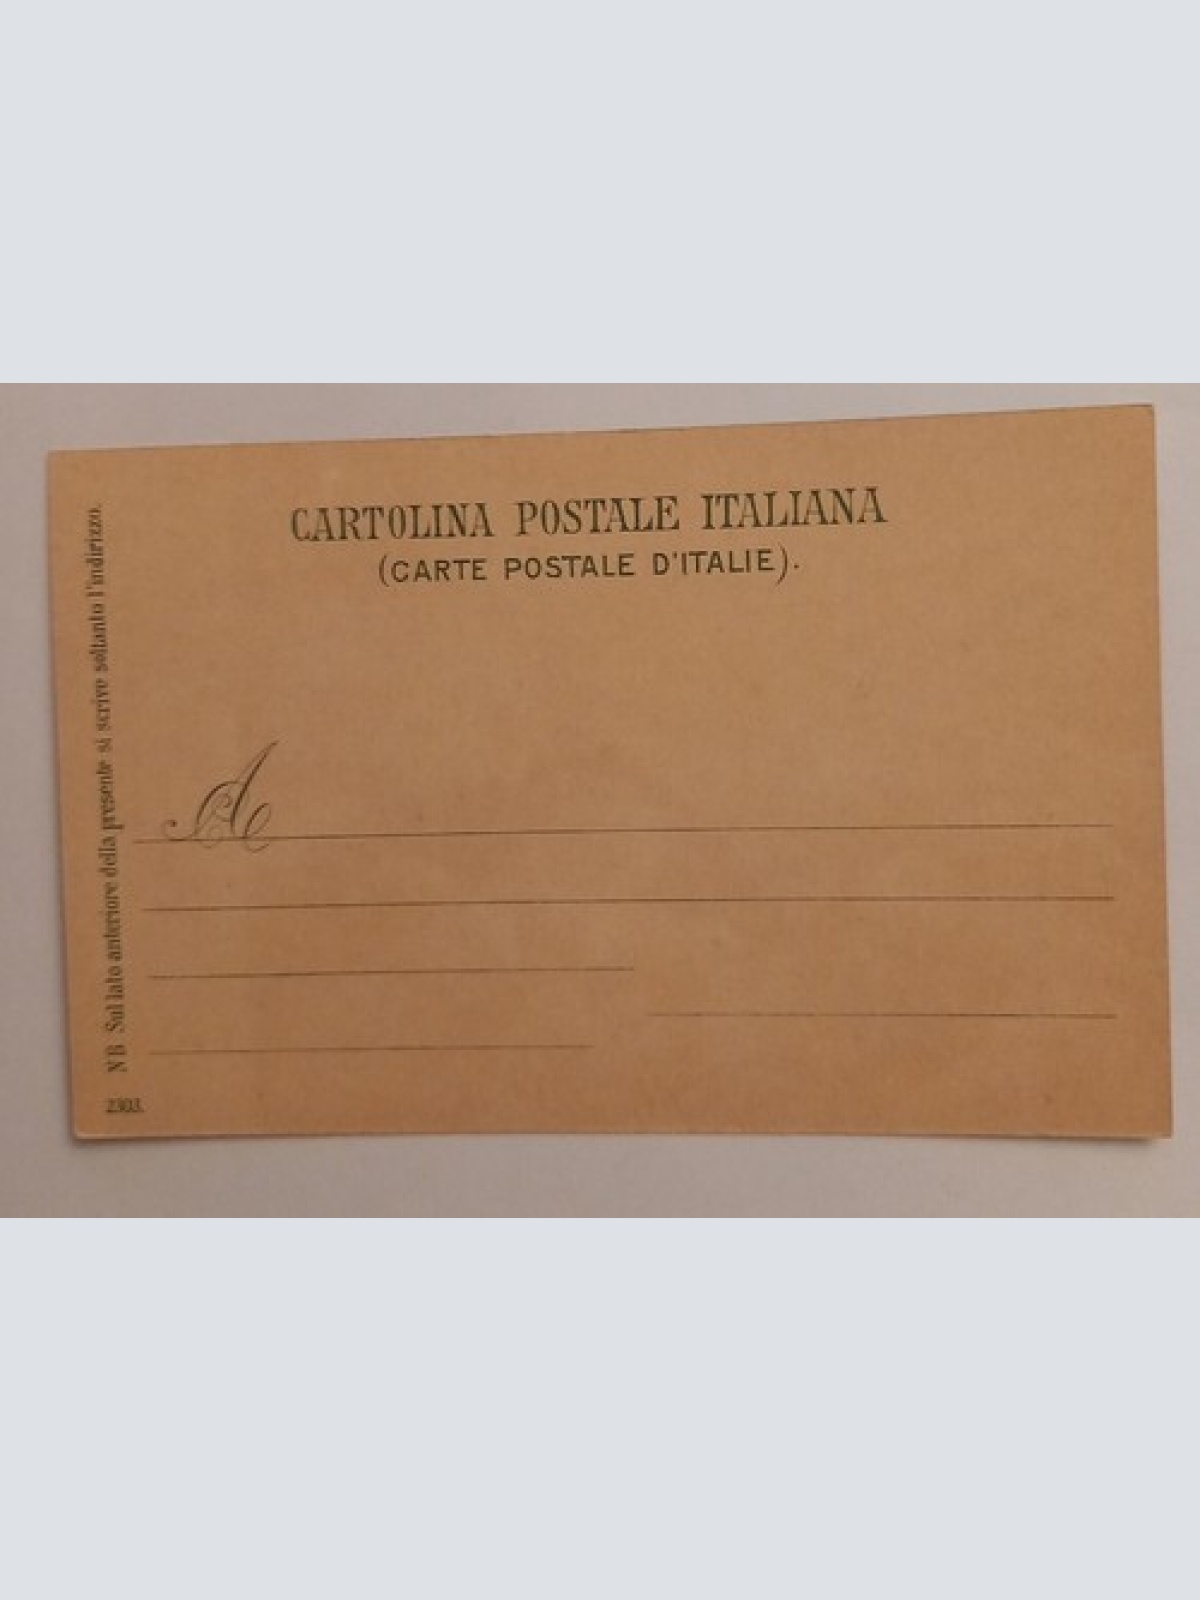 CARTOLINA POSTALE ITALIANA
(CARTE POSTALE D'ITALIE).
A
NB Sul lato anteriore della presente si scrive soltanto l'indirizzo.
2303.